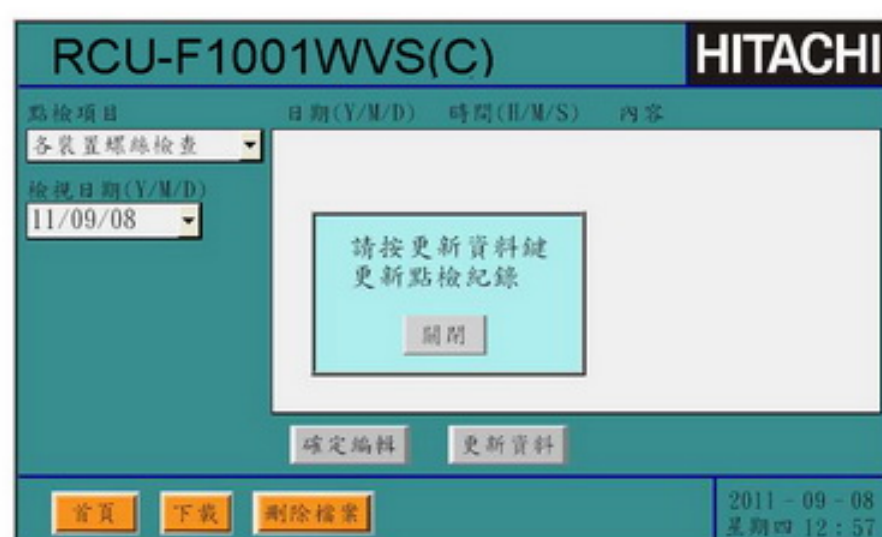 RCU-F1001WVS(C)
HITACHI
點檢項目
日期(Y/M/D) 時間(H/M/S) 內容
各裝置螺絲檢查
檢視日期(Y/M/D)
11/09/08
請按更新資料鍵
更新點檢紀錄
關閉
確定編輯 更新資料
首頁 下載 刪除檔案
2011-09-08
星期四 12:57